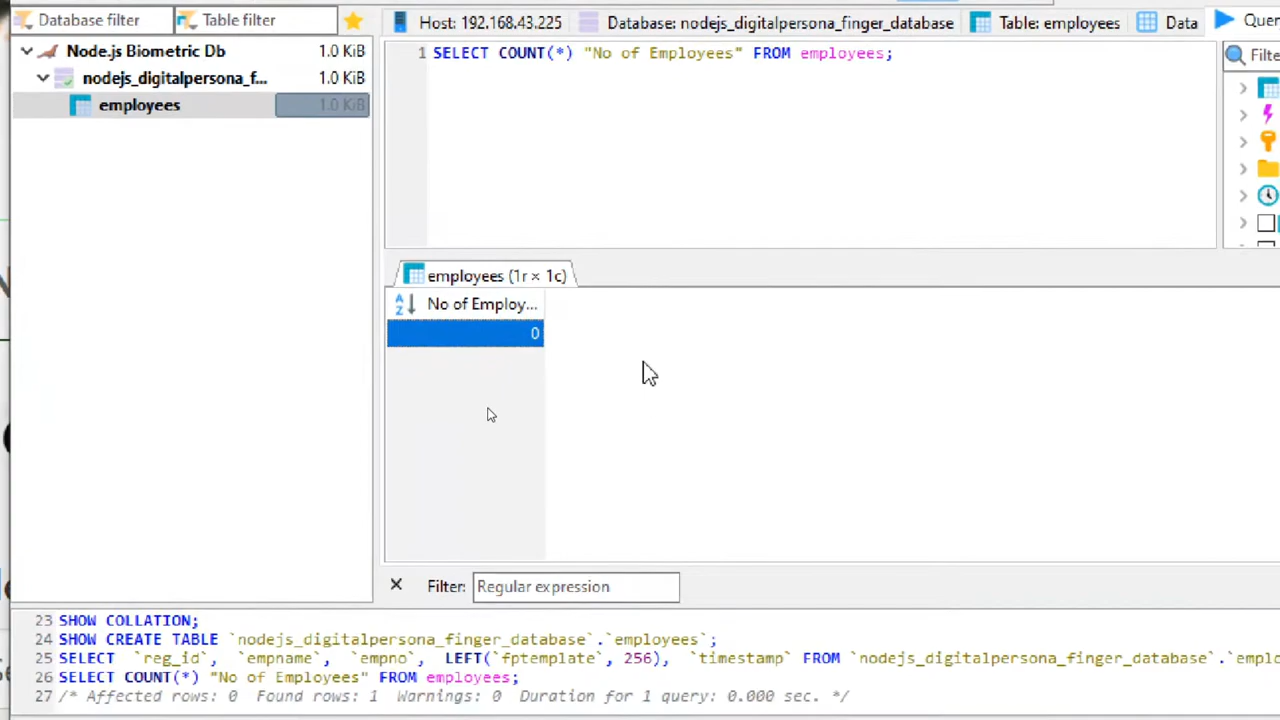 Database filter
Table filter
Host: 192.168.43.225
Database: nodejs_digitalpersona_finger_database
Table: employees
Data
Node.js Biometric Db 1.0 KiB
nodejs_digitalpersona_f... 1.0 KiB
employees 1.0 KiB
1 SELECT COUNT(*) "No of Employees" FROM employees;
employees (1r × 1c)
No of Employ...
0
Filter: Regular expression
23 SHOW COLLATION;
24 SHOW CREATE TABLE `nodejs_digitalpersona_finger_database`.`employees`;
25 SELECT `reg_id`, `empname`, `empno`, LEFT(`fptemplate`, 256), `timestamp` FROM `nodejs_digitalpersona_finger_database`.`emplo
26 SELECT COUNT(*) "No of Employees" FROM employees;
27 /* Affected rows: 0 Found rows: 1 Warnings: 0 Duration for 1 query: 0.000 sec. */